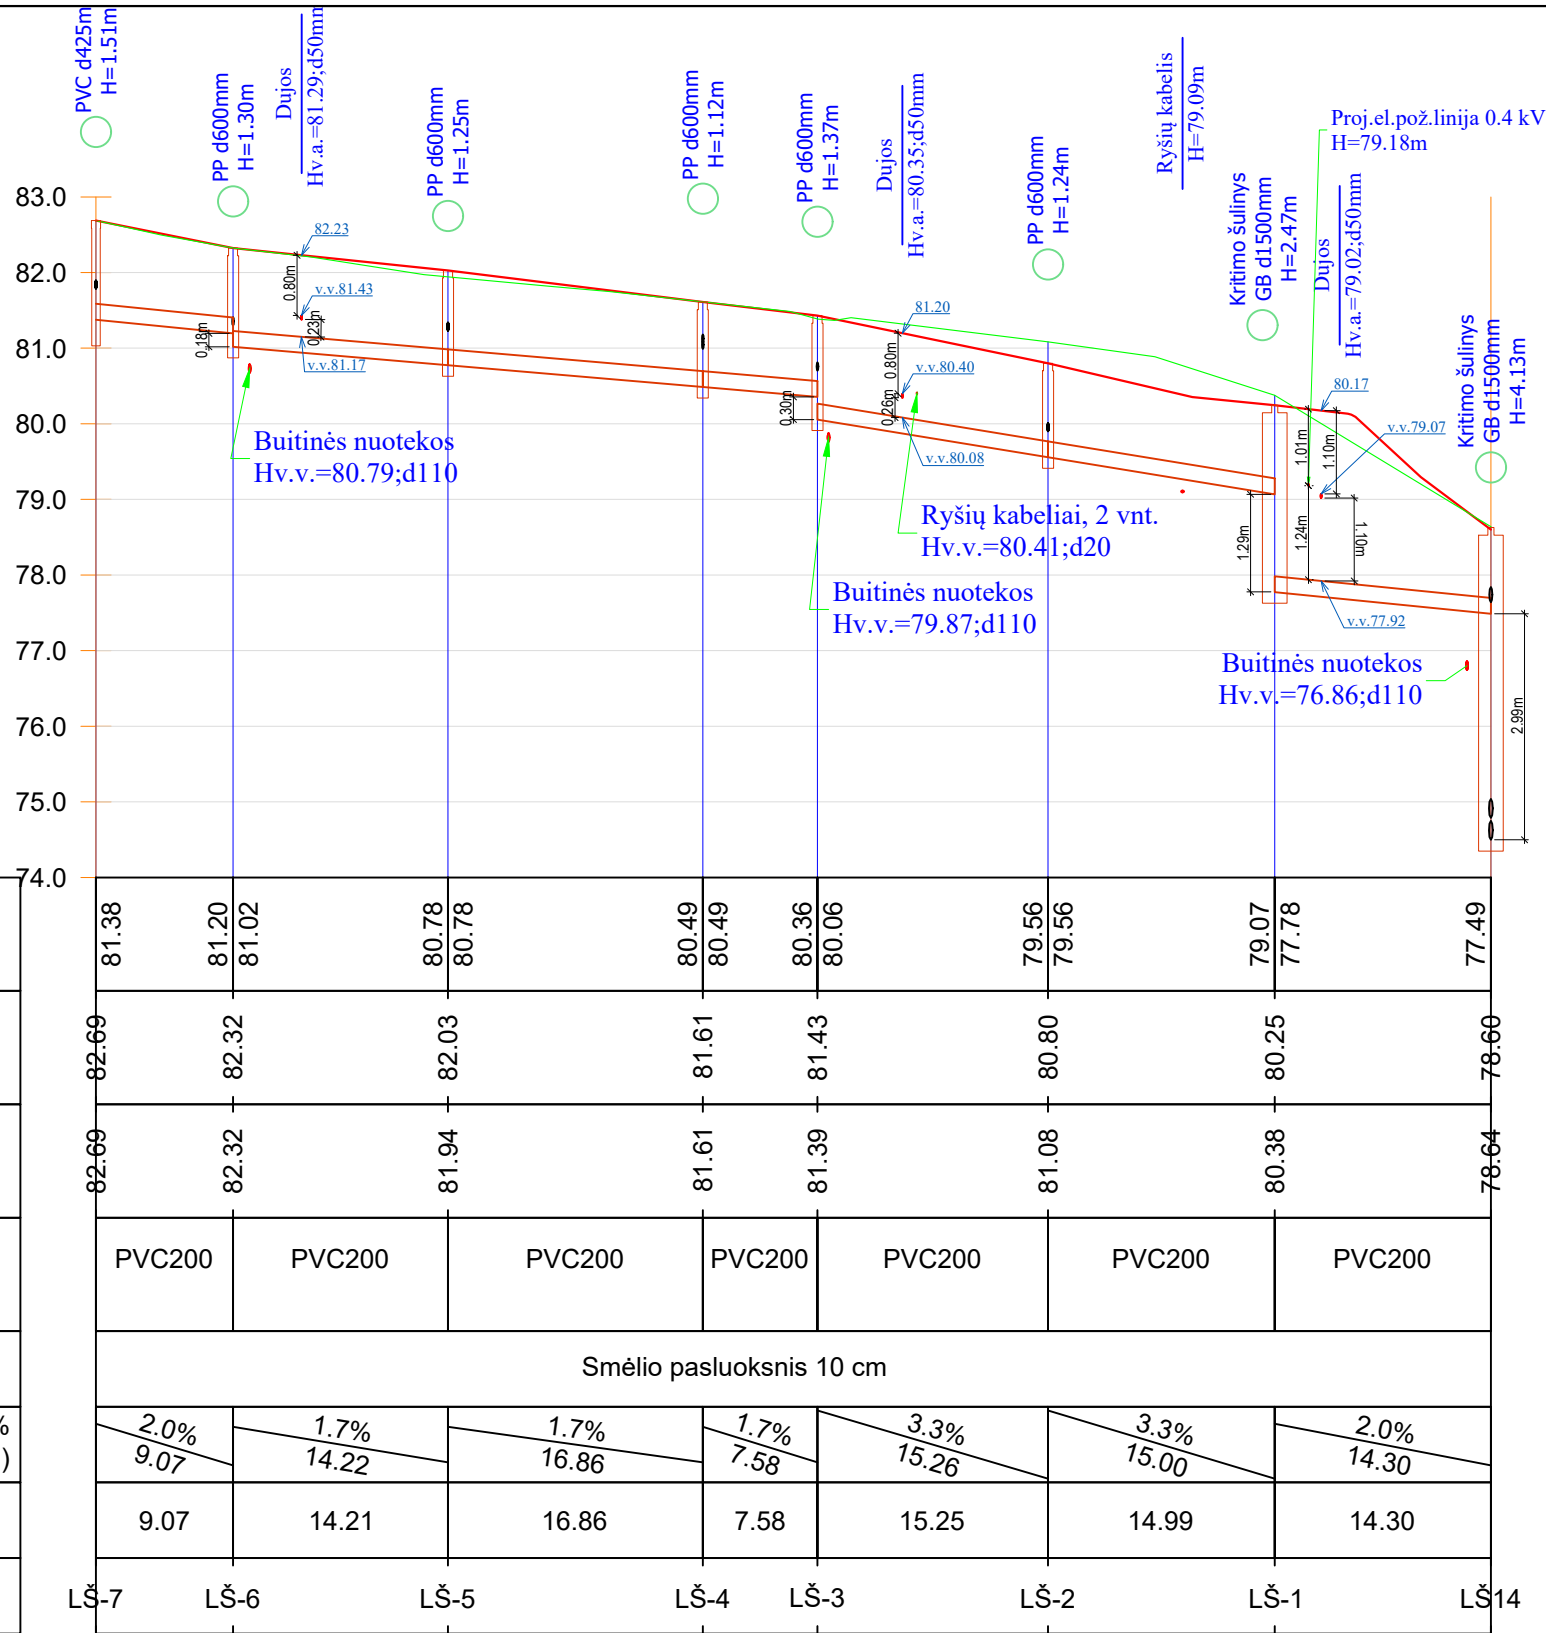 PVC d425m
H=1.51m
PP d600mm
H=1.30m
Dujos
Hv.a.=81.29;d50mm
PP d600mm
H=1.25m
PP d600mm
H=1.12m
PP d600mm
H=1.37m
Dujos
Hv.a.=80.35;d50mm
PP d600mm
H=1.24m
Ryšių kabelis
H=79.09m
Kritimo šulinys
GB d1500mm
H=2.47m
Proj.el.pož.linija 0.4 kV
H=79.18m
Dujos
Hv.a.=79.02;d50mm
Kritimo šulinys
GB d1500mm
H=4.13m
83.0
82.0
81.0
80.0
79.0
78.0
77.0
76.0
75.0
74.0
82.23
0.80m
v.v.81.43
0.23m
0.18m
v.v.81.17
81.20
0.80m
v.v.80.40
0.26m
0.30m
v.v.80.08
80.17
1.01m
1.10m
v.v.79.07
1.29m
1.24m
1.10m
v.v.77.92
2.99m
Buitinės nuotekos
Hv.v.=80.79;d110
Ryšių kabeliai, 2 vnt.
Hv.v.=80.41;d20
Buitinės nuotekos
Hv.v.=79.87;d110
Buitinės nuotekos
Hv.v.=76.86;d110
81.38 81.20 81.02 80.78 80.78 80.49 80.49 80.36 80.06 79.56 79.56 79.07 77.78 77.49
82.69 82.32 82.03 81.61 81.43 80.80 80.25 78.60
82.69 82.32 81.94 81.61 81.39 81.08 80.38 78.64
PVC200 PVC200 PVC200 PVC200 PVC200 PVC200 PVC200
Smėlio pasluoksnis 10 cm
% 2.0% 1.7% 1.7% 1.7% 3.3% 3.3% 2.0%
) 9.07 14.22 16.86 7.58 15.26 15.00 14.30
9.07 14.21 16.86 7.58 15.25 14.99 14.30
LŠ-7 LŠ-6 LŠ-5 LŠ-4 LŠ-3 LŠ-2 LŠ-1 LŠ14